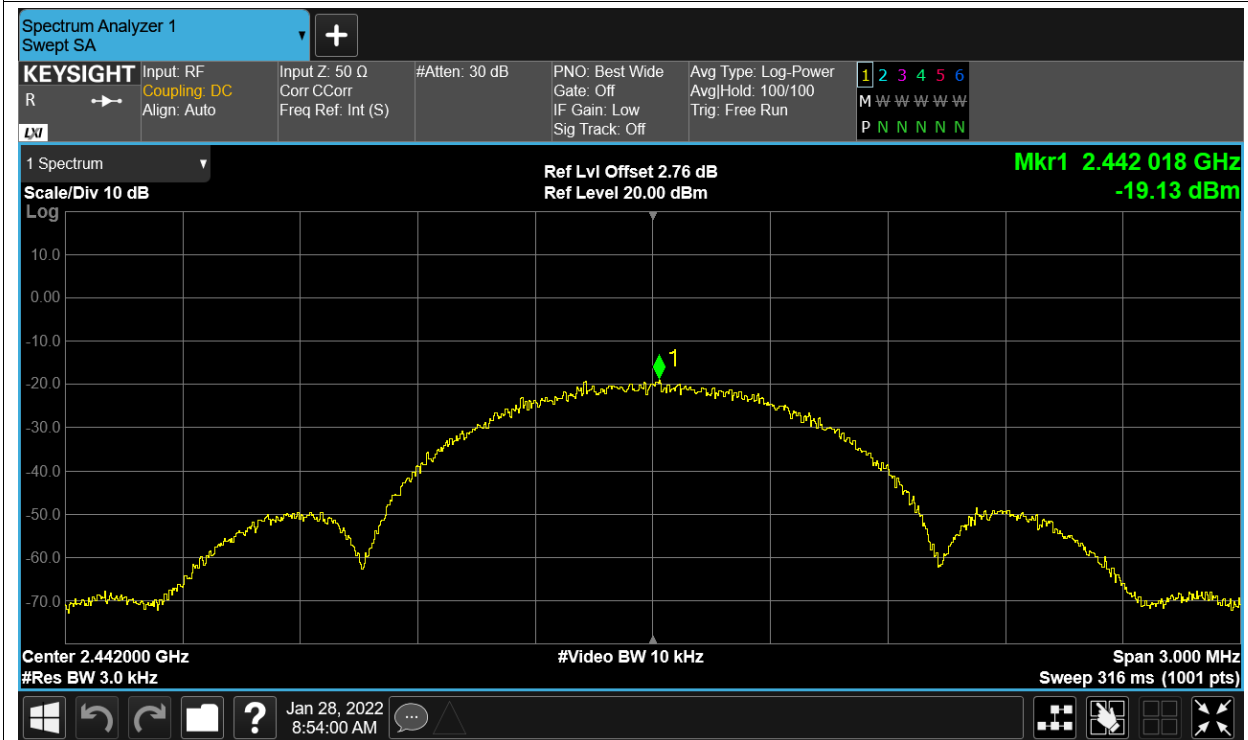 Spectrum Analyzer 1
Swept SA
KEYSIGHT
R
LXI
Input: RF
Coupling: DC
Align: Auto
Input Z: 50 Ω
Corr CCorr
Freq Ref: Int (S)
#Atten: 30 dB
PNO: Best Wide
Gate: Off
IF Gain: Low
Sig Track: Off
Avg Type: Log-Power
Avg|Hold: 100/100
Trig: Free Run
1 2 3 4 5 6
M W W W W W
P N N N N N
1 Spectrum
Scale/Div 10 dB
Log
Ref Lvl Offset 2.76 dB
Ref Level 20.00 dBm
Mkr1 2.442 018 GHz
-19.13 dBm
10.0
0.00
-10.0
1
-20.0
-30.0
-40.0
-50.0
-60.0
-70.0
Center 2.442000 GHz
#Res BW 3.0 kHz
#Video BW 10 kHz
Span 3.000 MHz
Sweep 316 ms (1001 pts)
?
Jan 28, 2022
8:54:00 AM